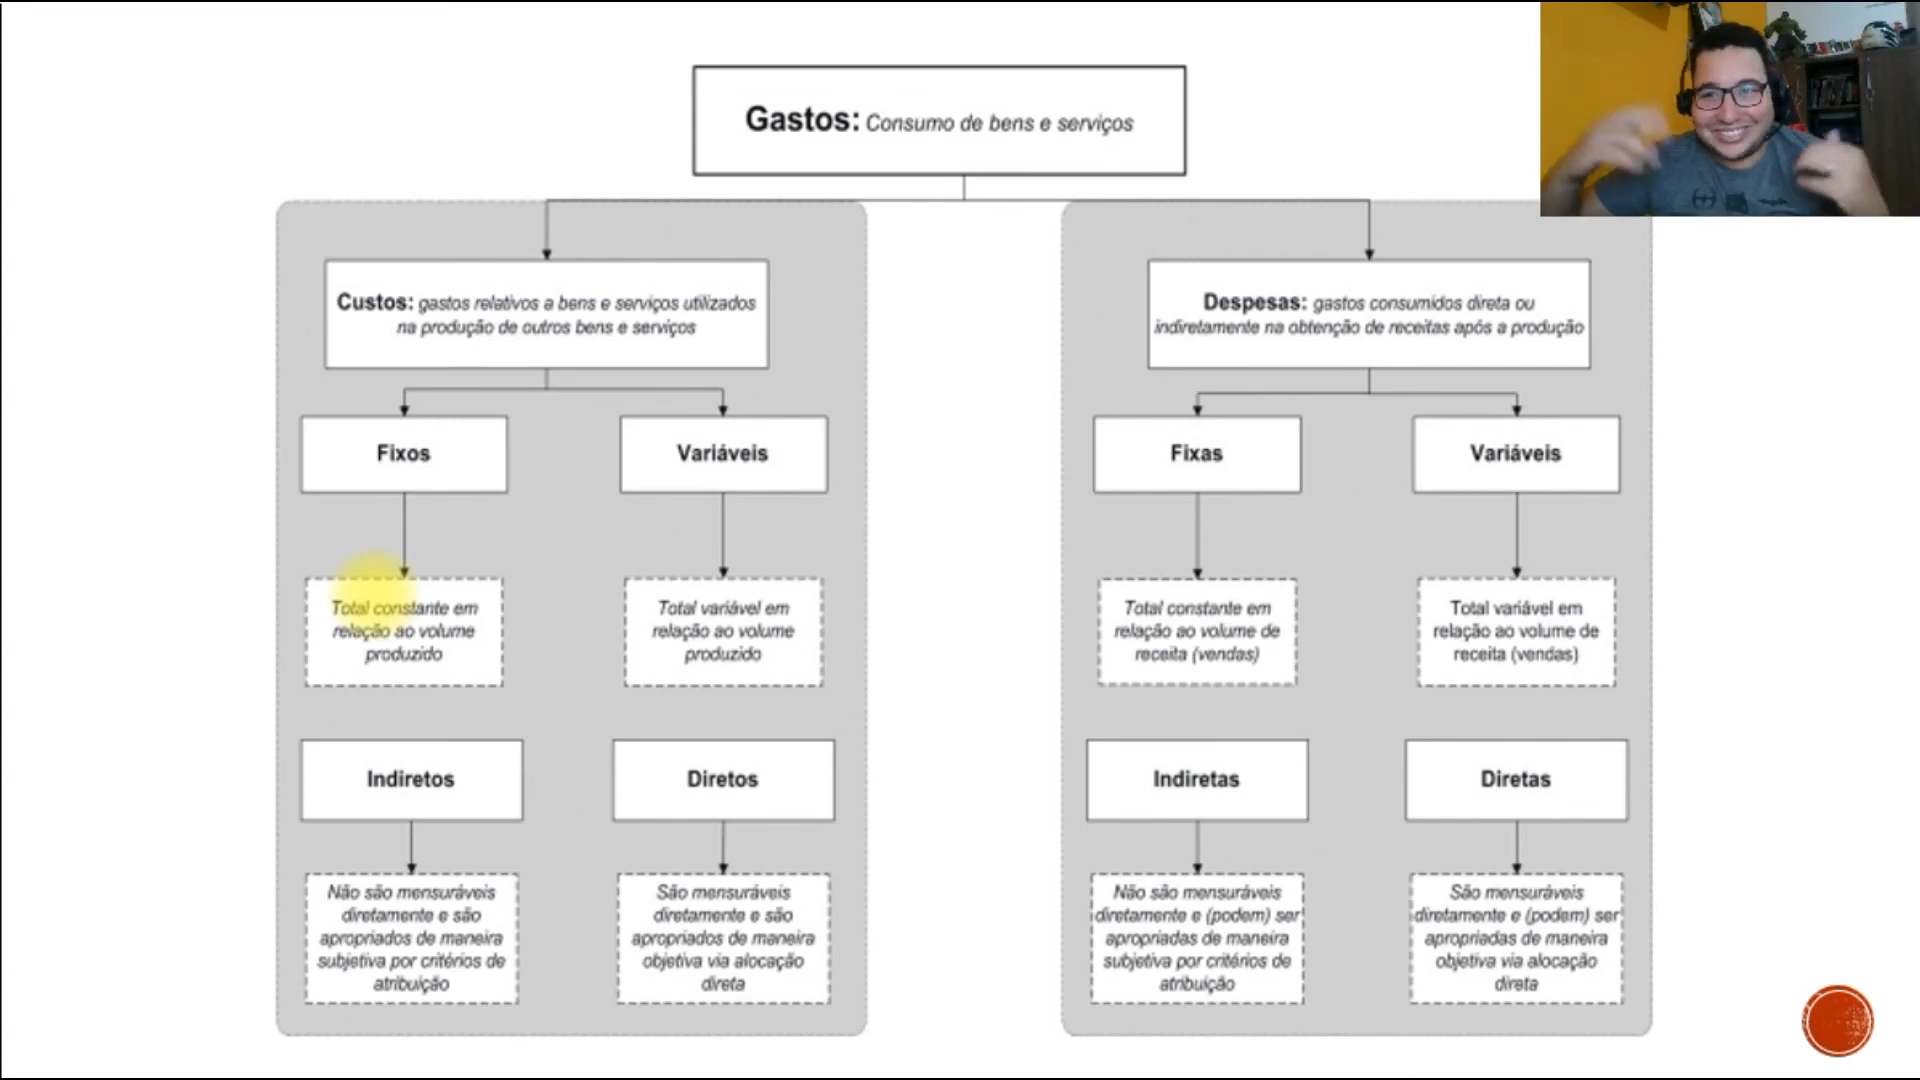 Gastos: Consumo de bens e serviços
Custos: gastos relativos a bens e serviços utilizados
na produção de outros bens e serviços
Despesas: gastos consumidos direta ou
indiretamente na obtenção de receitas após a produção
Fixos
Variáveis
Fixas
Variáveis
Total constante em
relação ao volume
produzido
Total variável em
relação ao volume
produzido
Total constante em
relação ao volume de
receita (vendas)
Total variável em
relação ao volume de
receita (vendas)
Indiretos
Diretos
Indiretas
Diretas
Não são mensuráveis
diretamente e são
apropriados de maneira
subjetiva por critérios de
atribuição
São mensuráveis
diretamente e são
apropriados de maneira
objetiva via alocação
direta
Não são mensuráveis
diretamente e (podem) ser
apropriadas de maneira
subjetiva por critérios de
atribuição
São mensuráveis
diretamente e (podem) ser
apropriadas de maneira
objetiva via alocação
direta